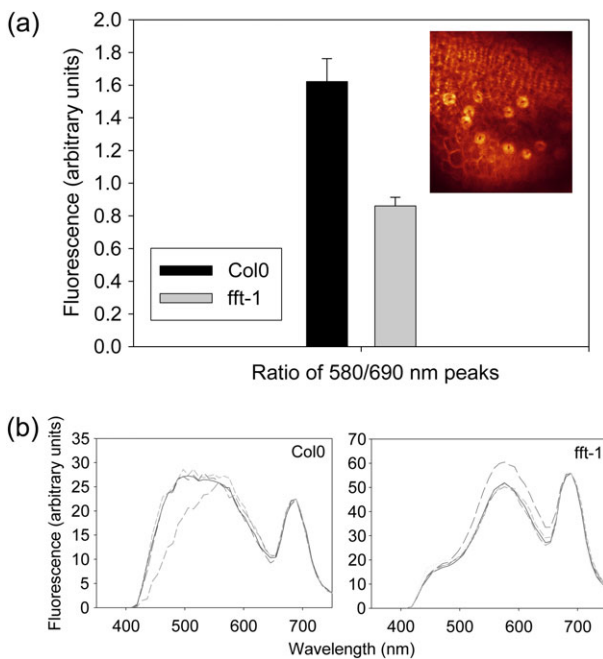 (a)
Fluorescence (arbitrary units)
2.0
1.8
1.6
1.4
1.2
1.0
0.8
0.6
0.4
0.2
0.0
Col0
fft-1
Ratio of 580/690 nm peaks
(b)
Fluorescence (arbitrary units)
35
30
25
20
15
10
5
0
Col0
400 500 600 700
70
60
50
40
30
20
10
0
fft-1
400 500 600 700
Wavelength (nm)